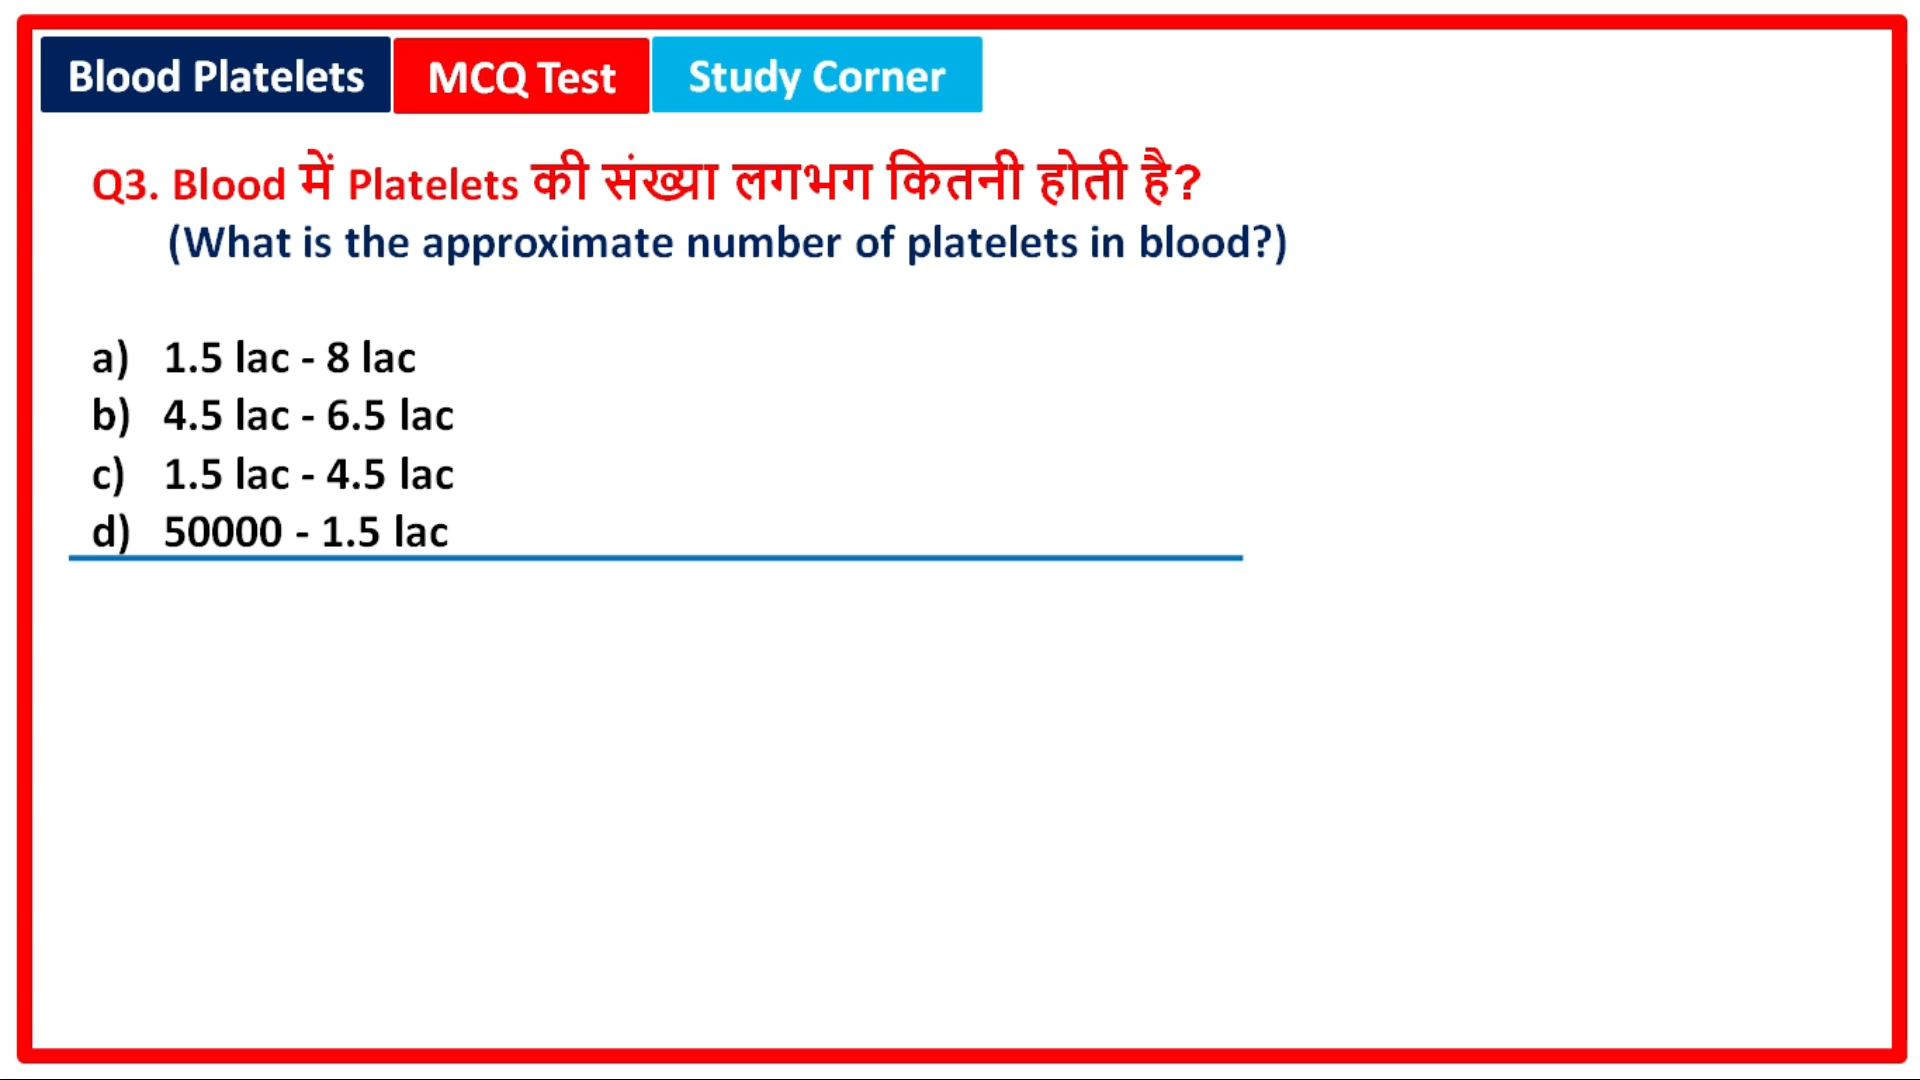 Blood Platelets MCQ Test Study Corner
Q3. Blood में Platelets की संख्या लगभग कितनी होती है?
(What is the approximate number of platelets in blood?)
a) 1.5 lac - 8 lac
b) 4.5 lac - 6.5 lac
c) 1.5 lac - 4.5 lac
d) 50000 - 1.5 lac